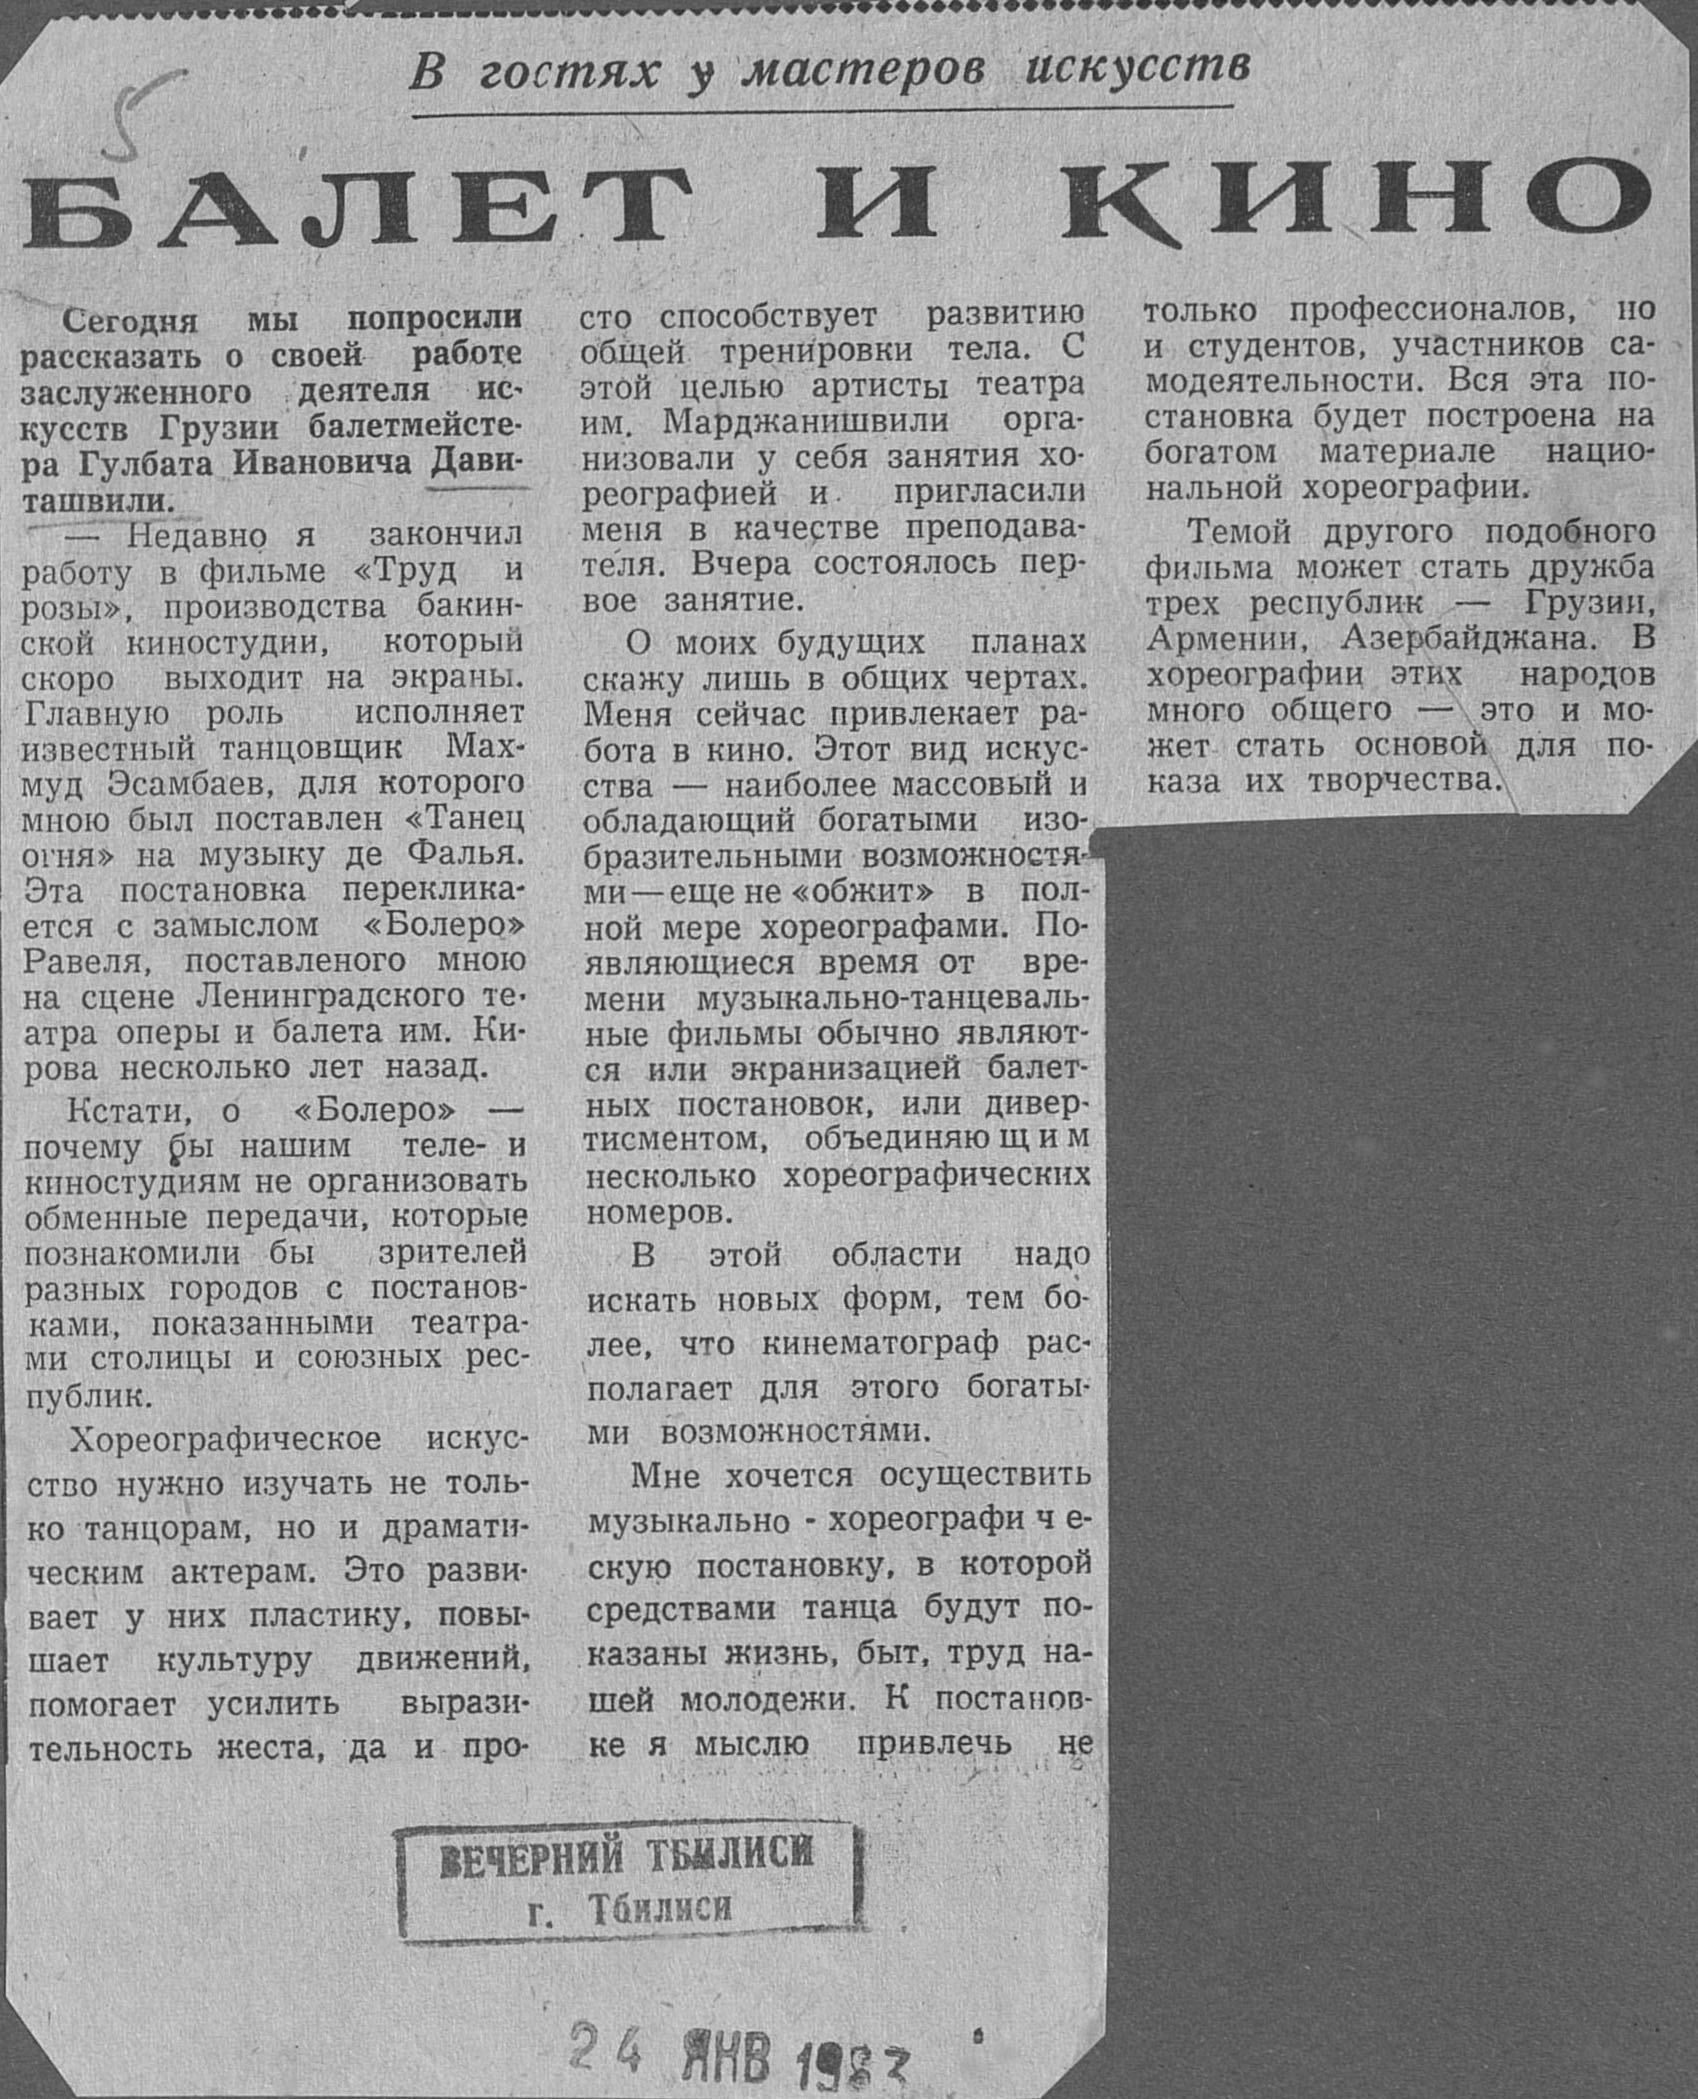 5
В гостях у мастеров искусств
БАЛЕТ И КИНО
Сегодня мы попросили
рассказать о своей работе
заслуженного деятеля ис-
кусств Грузии балетмейсте-
ра Гулбата Ивановича Дави-
ташвили.
— Недавно я закончил
работу в фильме «Труд и
розы», производства бакин-
ской киностудии, который
скоро выходит на экраны.
Главную роль исполняет
известный танцовщик Мах-
муд Эсамбаев, для которого
мною был поставлен «Танец
огня» на музыку де Фалья.
Эта постановка переклика-
ется с замыслом «Болеро»
Равеля, поставленого мною
на сцене Ленинградского те-
атра оперы и балета им. Ки-
рова несколько лет назад.
Кстати, о «Болеро» —
почему бы нашим теле- и
киностудиям не организовать
обменные передачи, которые
познакомили бы зрителей
разных городов с постанов-
ками, показанными театра-
ми столицы и союзных рес-
публик.
Хореографическое искус-
ство нужно изучать не толь-
ко танцорам, но и драмати-
ческим актерам. Это разви-
вает у них пластику, повы-
шает культуру движений,
помогает усилить вырази-
тельность жеста, да и про-
сто способствует развитию
общей тренировки тела. С
этой целью артисты театра
им. Марджанишвили орга-
низовали у себя занятия хо-
реографией и пригласили
меня в качестве преподава-
теля. Вчера состоялось пер-
вое занятие.
О моих будущих планах
скажу лишь в общих чертах.
Меня сейчас привлекает ра-
бота в кино. Этот вид искус-
ства — наиболее массовый и
обладающий богатыми изо-
бразительными возможностя-
ми—еще не «обжит» в пол-
ной мере хореографами. По-
являющиеся время от вре-
мени музыкально-танцеваль-
ные фильмы обычно являют-
ся или экранизацией балет-
ных постановок, или дивер-
тисментом, объединяющим
несколько хореографических
номеров.
В этой области надо
искать новых форм, тем бо-
лее, что кинематограф рас-
полагает для этого богаты-
ми возможностями.
Мне хочется осуществить
музыкально - хореографиче-
скую постановку, в которой
средствами танца будут по-
казаны жизнь, быт, труд на-
шей молодежи. К постанов-
ке я мыслю привлечь не
только профессионалов, но
и студентов, участников са-
модеятельности. Вся эта по-
становка будет построена на
богатом материале нацио-
нальной хореографии.
Темой другого подобного
фильма может стать дружба
трех республик — Грузии,
Армении, Азербайджана. В
хореографии этих народов
много общего — это и мо-
жет стать основой для по-
каза их творчества.
ВЕЧЕРНИЙ ТБИЛИСИ
г. Тбилиси
24 ЯНВ 1983